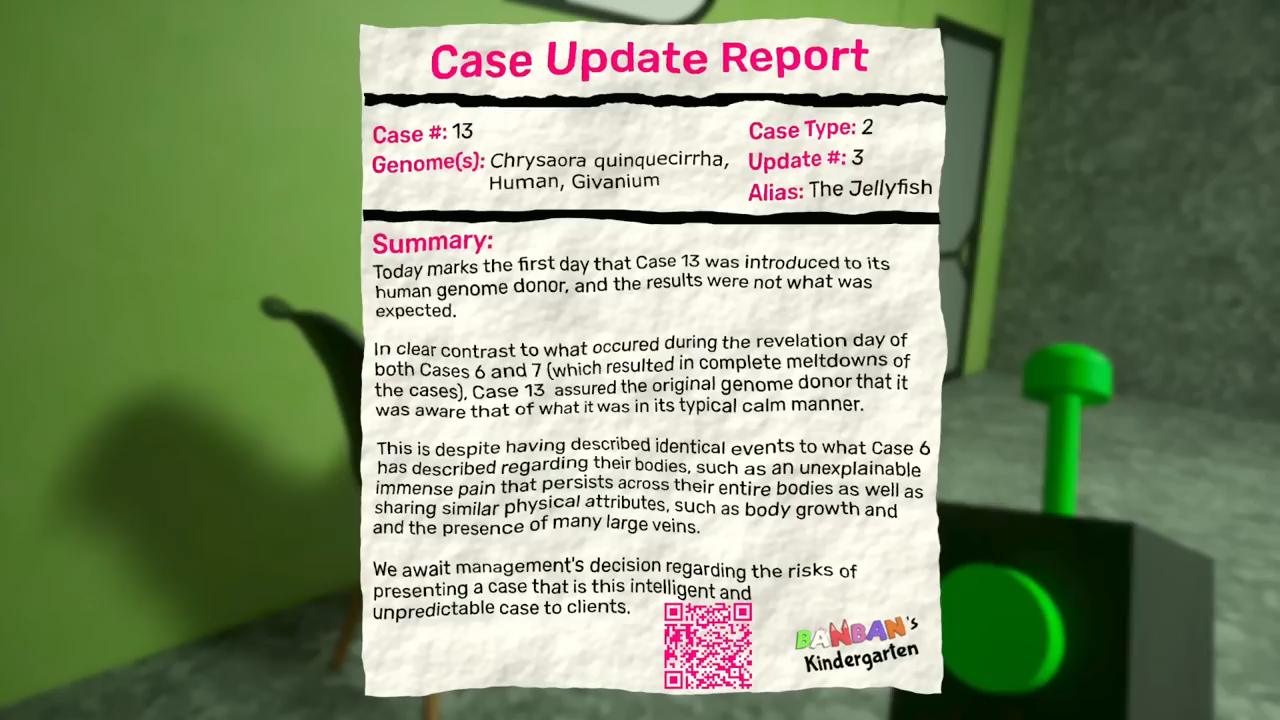 Case Update Report
Case #: 13
Case Type: 2
Genome(s): Chrysaora quinquecirrha,
Human, Givanium
Update #: 3
Alias: The Jellyfish
Summary:
Today marks the first day that Case 13 was introduced to its
human genome donor, and the results were not what was
expected.
In clear contrast to what occured during the revelation day of
both Cases 6 and 7 (which resulted in complete meltdowns of
the cases), Case 13 assured the original genome donor that it
was aware that of what it was in its typical calm manner.
This is despite having described identical events to what Case 6
has described regarding their bodies, such as an unexplainable
immense pain that persists across their entire bodies as well as
sharing similar physical attributes, such as body growth and
and the presence of many large veins.
We await management's decision regarding the risks of
presenting a case that is this intelligent and
unpredictable case to clients.
BANBAN's
Kindergarten